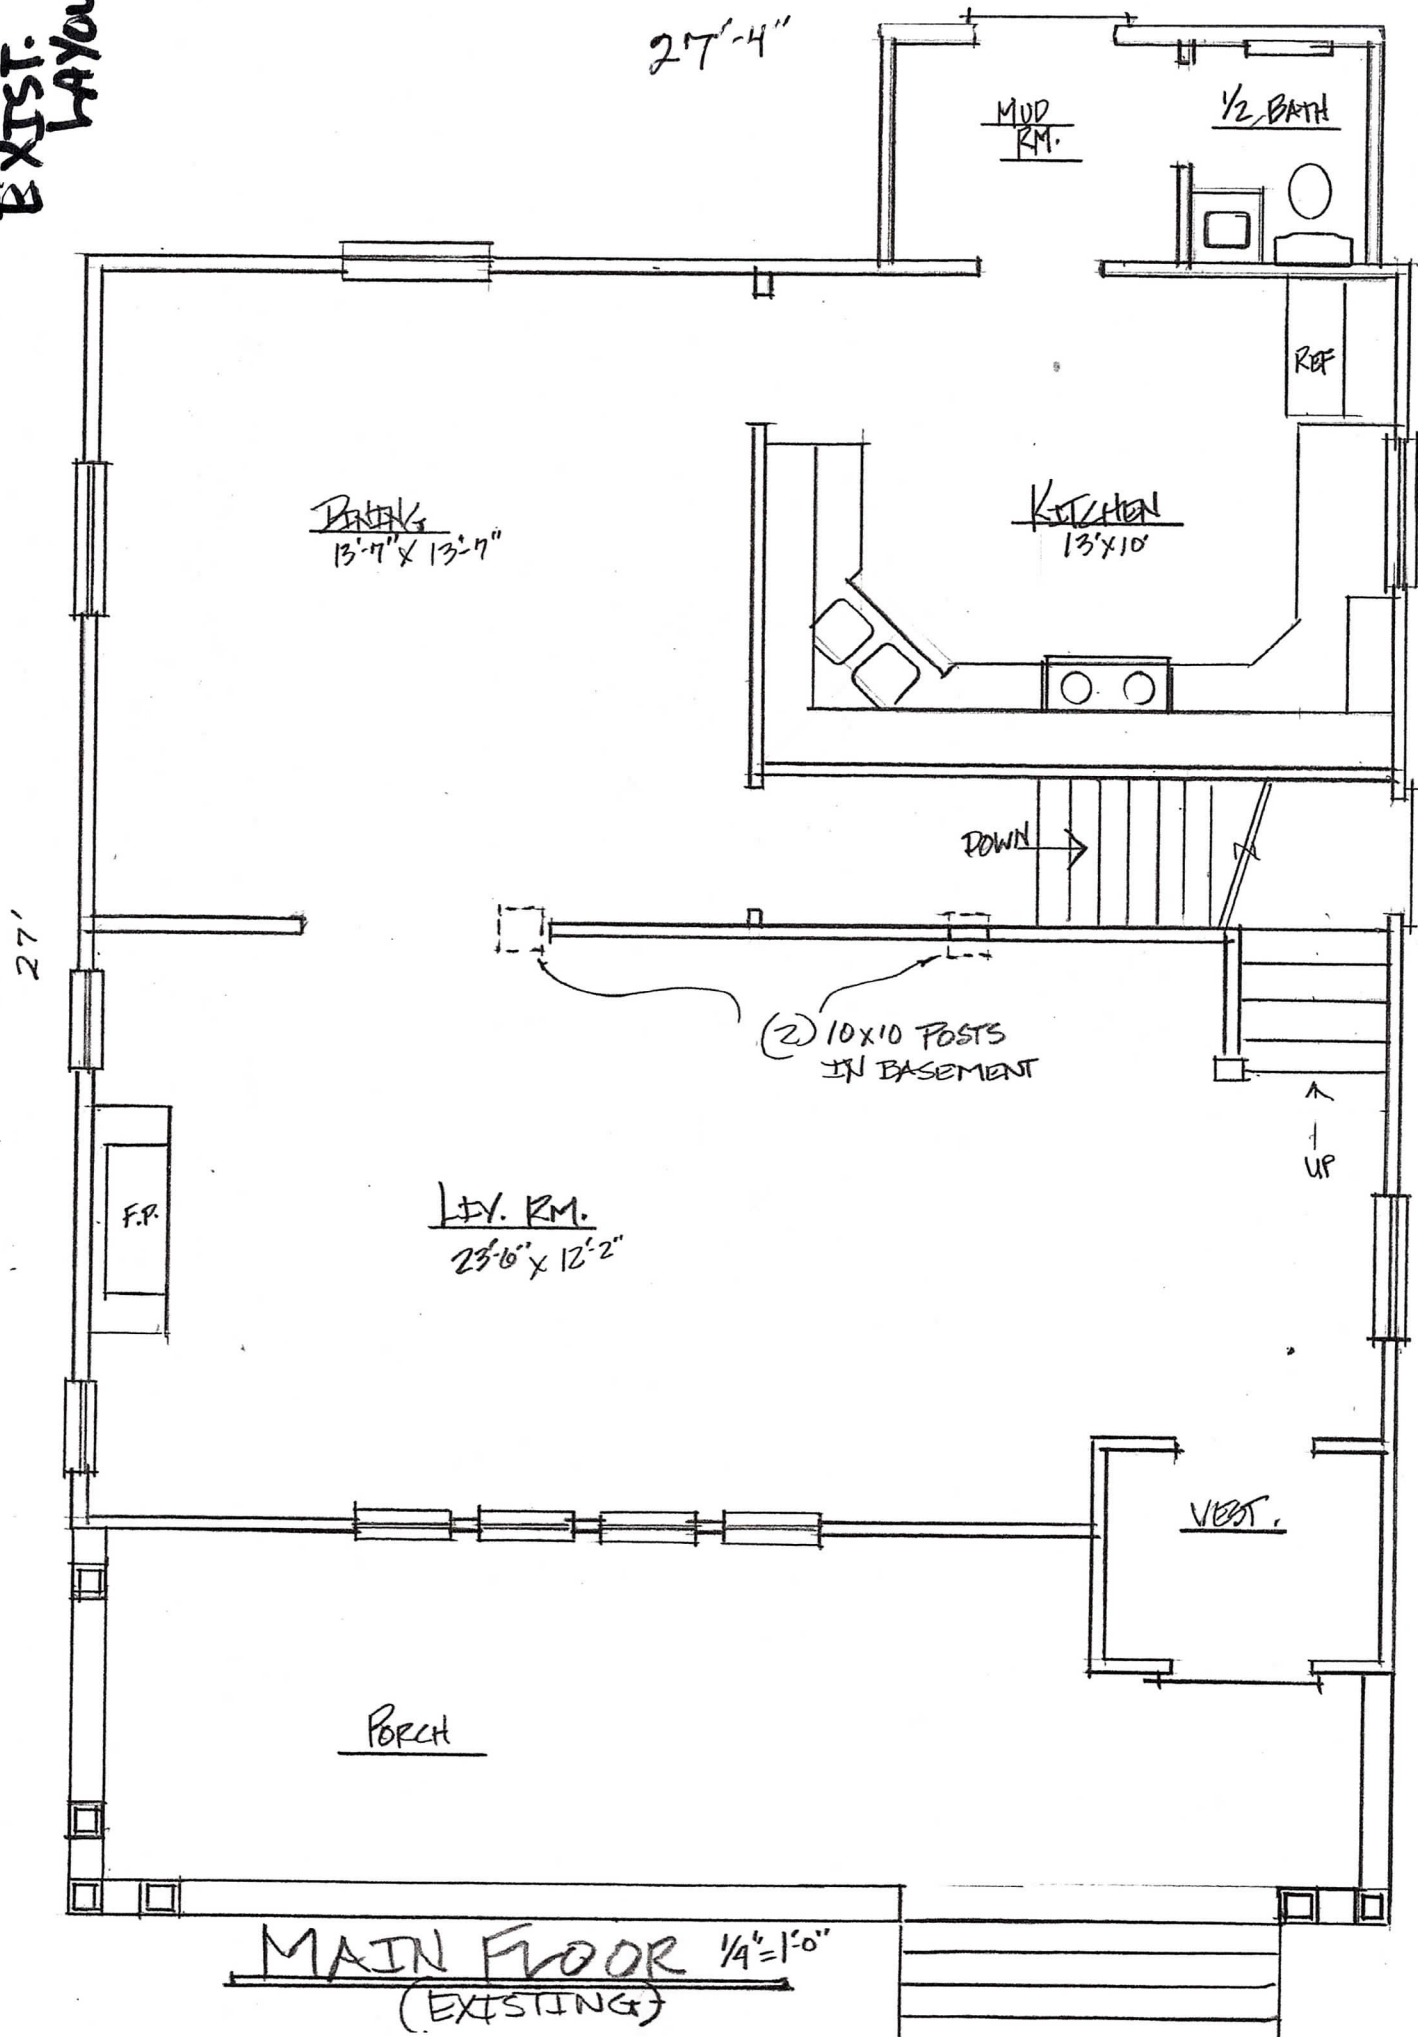 EXIST.
27'-4"
MUD
RM.
1/2 BATH
REF
DINING
13'-7" x 13'-7"
KITCHEN
13'x10'
DOWN
27'
(2) 10x10 POSTS
IN BASEMENT
UP
F.P.
LIV. RM.
23'-6" x 12'-2"
VEST.
PORCH
MAIN FLOOR 1/4"=1'-0"
(EXISTING)